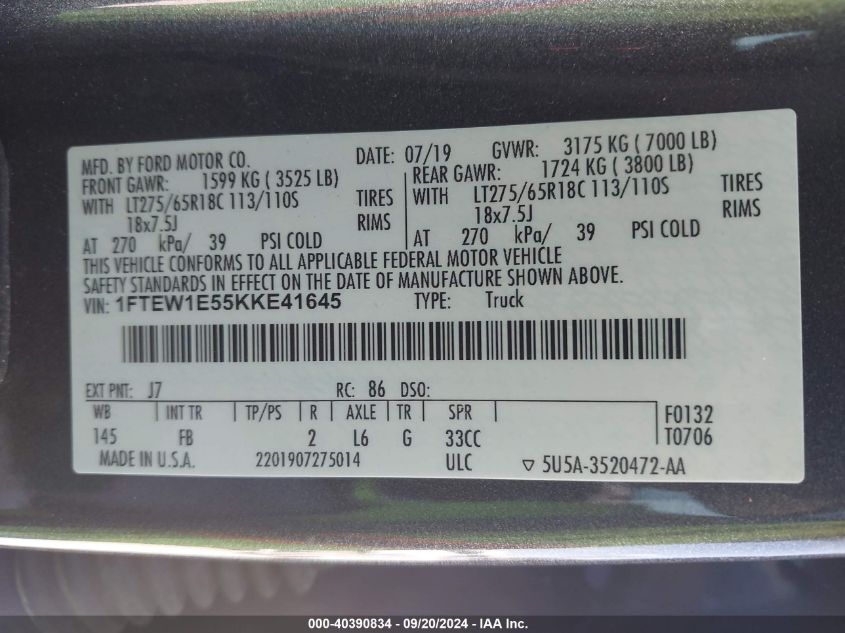 MFD. BY FORD MOTOR CO. DATE: 07/19 GVWR: 3175 KG ( 7000 LB)
FRONT GAWR: 1599 KG ( 3525 LB) REAR GAWR: 1724 KG ( 3800 LB)
WITH LT275/65R18C 113/110S TIRES WITH LT275/65R18C 113/110S TIRES
18x7.5J RIMS 18x7.5J RIMS
AT 270 kPa/ 39 PSI COLD AT 270 kPa/ 39 PSI COLD
THIS VEHICLE CONFORMS TO ALL APPLICABLE FEDERAL MOTOR VEHICLE
SAFETY STANDARDS IN EFFECT ON THE DATE OF MANUFACTURE SHOWN ABOVE.
VIN: 1FTEW1E55KKE41645 TYPE: Truck
EXT PNT: J7 RC: 86 DSO:
WB INT TR TP/PS R AXLE TR SPR F0132
145 FB 2 L6 G 33CC T0706
MADE IN U.S.A. 2201907275014 ULC ▽ 5U5A-3520472-AA
000-40390834 - 09/20/2024 - IAA Inc.